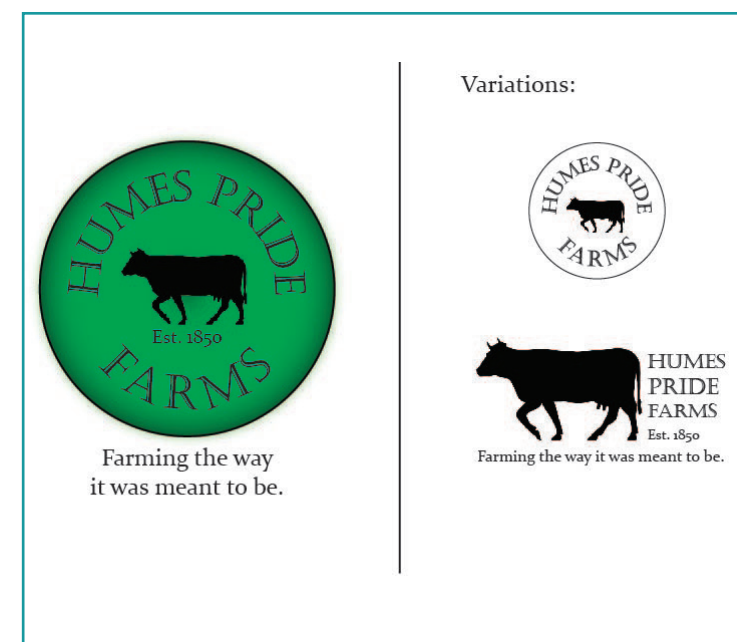 HUMES PRIDE
Est. 1850
FARMS
Farming the way
it was meant to be.
Variations:
HUMES PRIDE
FARMS
HUMES
PRIDE
FARMS
Est. 1850
Farming the way it was meant to be.